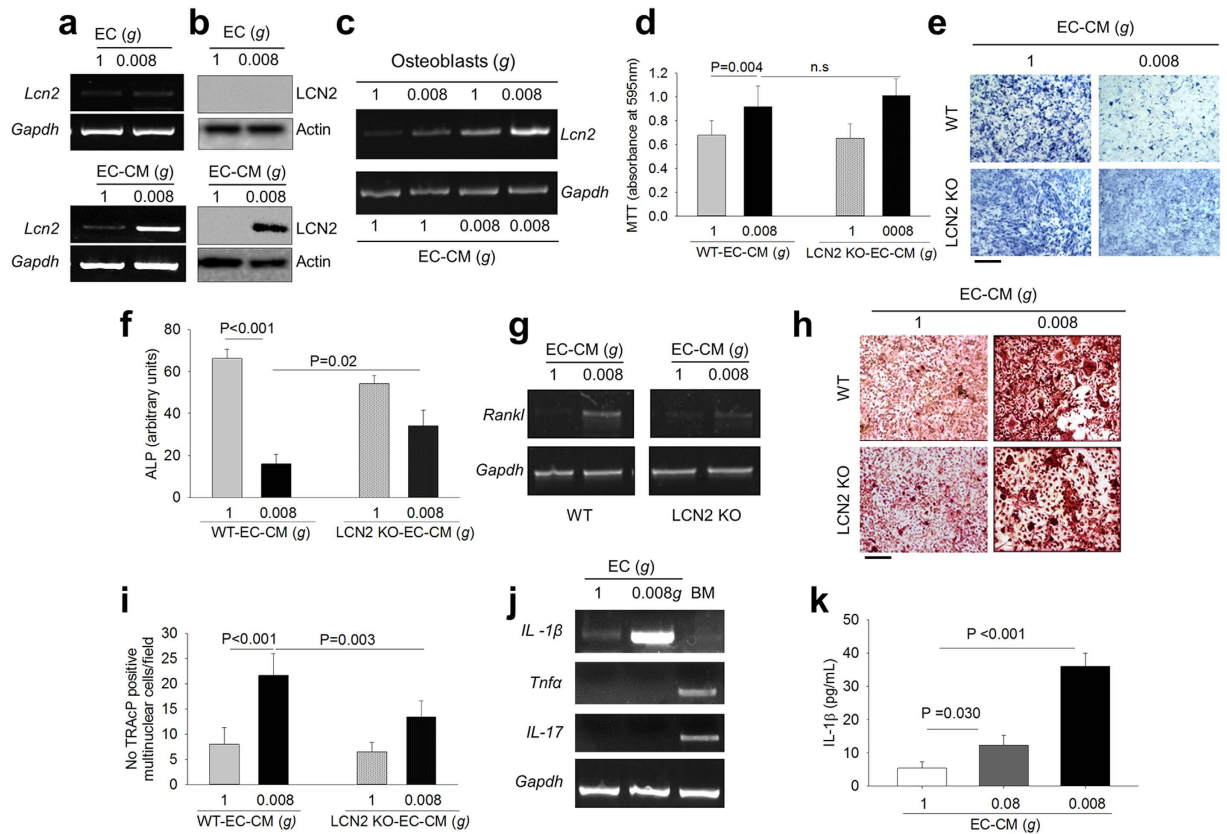 a
EC (g)
1 0.008
Lcn2
Gapdh
EC-CM (g)
1 0.008
Lcn2
Gapdh
b
EC (g)
1 0.008
LCN2
Actin
EC-CM (g)
1 0.008
LCN2
Actin
c
Osteoblasts (g)
1 0.008 1 0.008
Lcn2
Gapdh
1 1 0.008 0.008
EC-CM (g)
d
P=0.004
n.s
MTT (absorbance at 595nm)
1.2
1.0
0.8
0.6
0.4
0.2
0.0
1 0.008 1 0008
WT-EC-CM (g) LCN2 KO-EC-CM (g)
e
EC-CM (g)
1 0.008
WT
LCN2 KO
f
P<0.001
P=0.02
ALP (arbitrary units)
80
60
40
20
0
1 0.008 1 0.008
WT-EC-CM (g) LCN2 KO-EC-CM (g)
g
EC-CM (g) EC-CM (g)
1 0.008 1 0.008
Rankl
Gapdh
WT LCN2 KO
h
EC-CM (g)
1 0.008
WT
LCN2 KO
i
P<0.001 P=0.003
No TRAcP positive
multinuclear cells/field
30
25
20
15
10
5
0
1 0.008 1 0.008
WT-EC-CM (g) LCN2 KO-EC-CM (g)
j
EC (g)
1 0.008g BM
IL -1β
Tnfα
IL-17
Gapdh
k
P <0.001
P =0.030
IL-1β (pg/mL)
50
40
30
20
10
0
1 0.08 0.008
EC-CM (g)